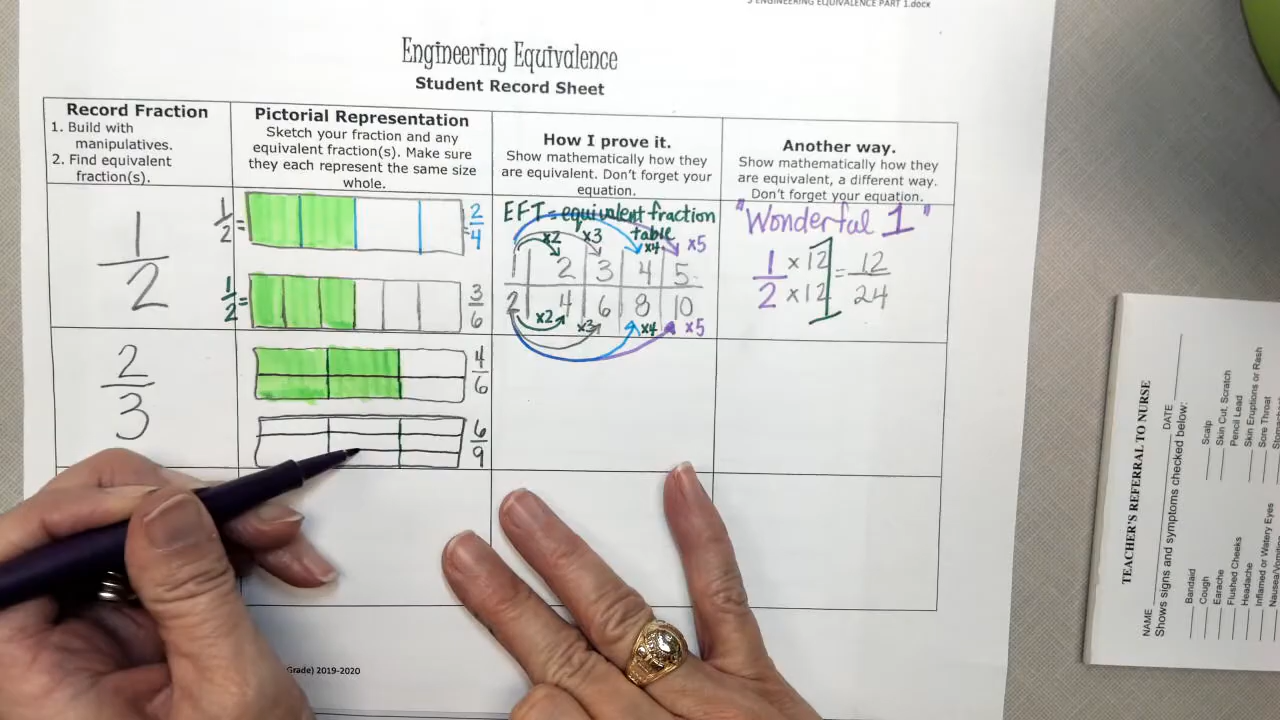 5 ENGINEERING EQUIVALENCE PART 1.docx
Engineering Equivalence
Student Record Sheet
Record Fraction
1. Build with
manipulatives.
2. Find equivalent
fraction(s).
Pictorial Representation
Sketch your fraction and any
equivalent fraction(s). Make sure
they each represent the same size
whole.
How I prove it.
Show mathematically how they
are equivalent. Don't forget your
equation.
Another way.
Show mathematically how they
are equivalent, a different way.
Don't forget your equation.
1
2
1/2 = = 2/4
1/2 = 3/6
EFT = equivalent fraction
table
x2 x3 x4 x5
1 2 3 4 5
2 4 6 8 10
x2 x3 x4 x5
"Wonderful 1"
1 x 12 = 12
2 x 12 24
2
3
4/6
6/9
Grade) 2019-2020
TEACHER'S REFERRAL TO NURSE
NAME DATE
Shows signs and symptoms checked below:
Bandaid
Cough
Earache
Flushed Cheeks
Headache
Inflamed or Watery Eyes
Scalp
Skin Cut, Scratch
Pencil Lead
Skin Eruptions or Rash
Sore Throat